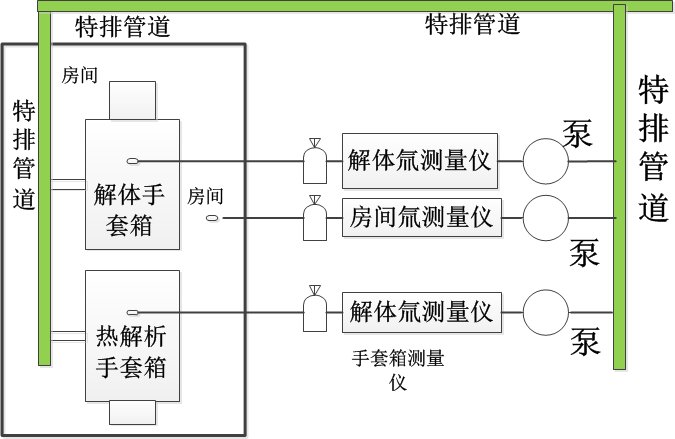 特排管道
特排管道
房间
特
排
管
道
特
排
管
道
泵
解体氚测量仪
解体手
套箱
房间
房间氚测量仪
泵
热解析
手套箱
解体氚测量仪
泵
手套箱测量
仪